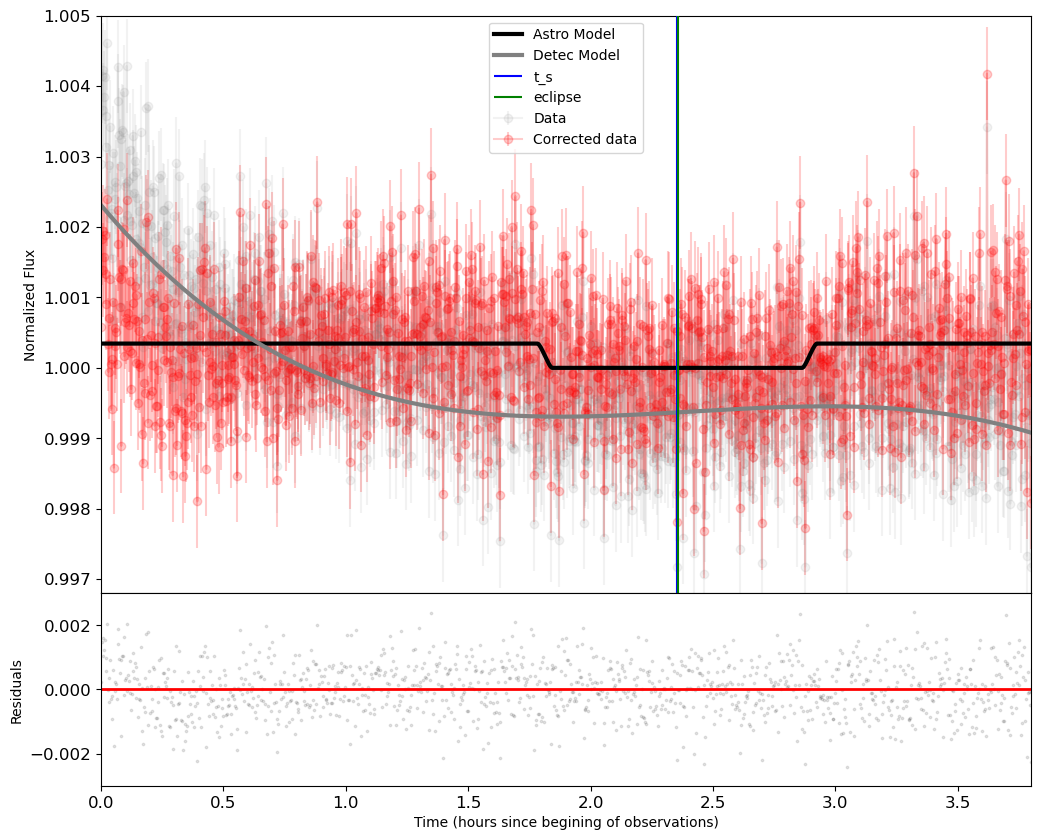 1.005
1.004
1.003
1.002
1.001
1.000
0.999
0.998
0.997
Normalized Flux
Astro Model
Detec Model
t_s
eclipse
Data
Corrected data
0.002
0.000
−0.002
Residuals
0.0 0.5 1.0 1.5 2.0 2.5 3.0 3.5
Time (hours since begining of observations)